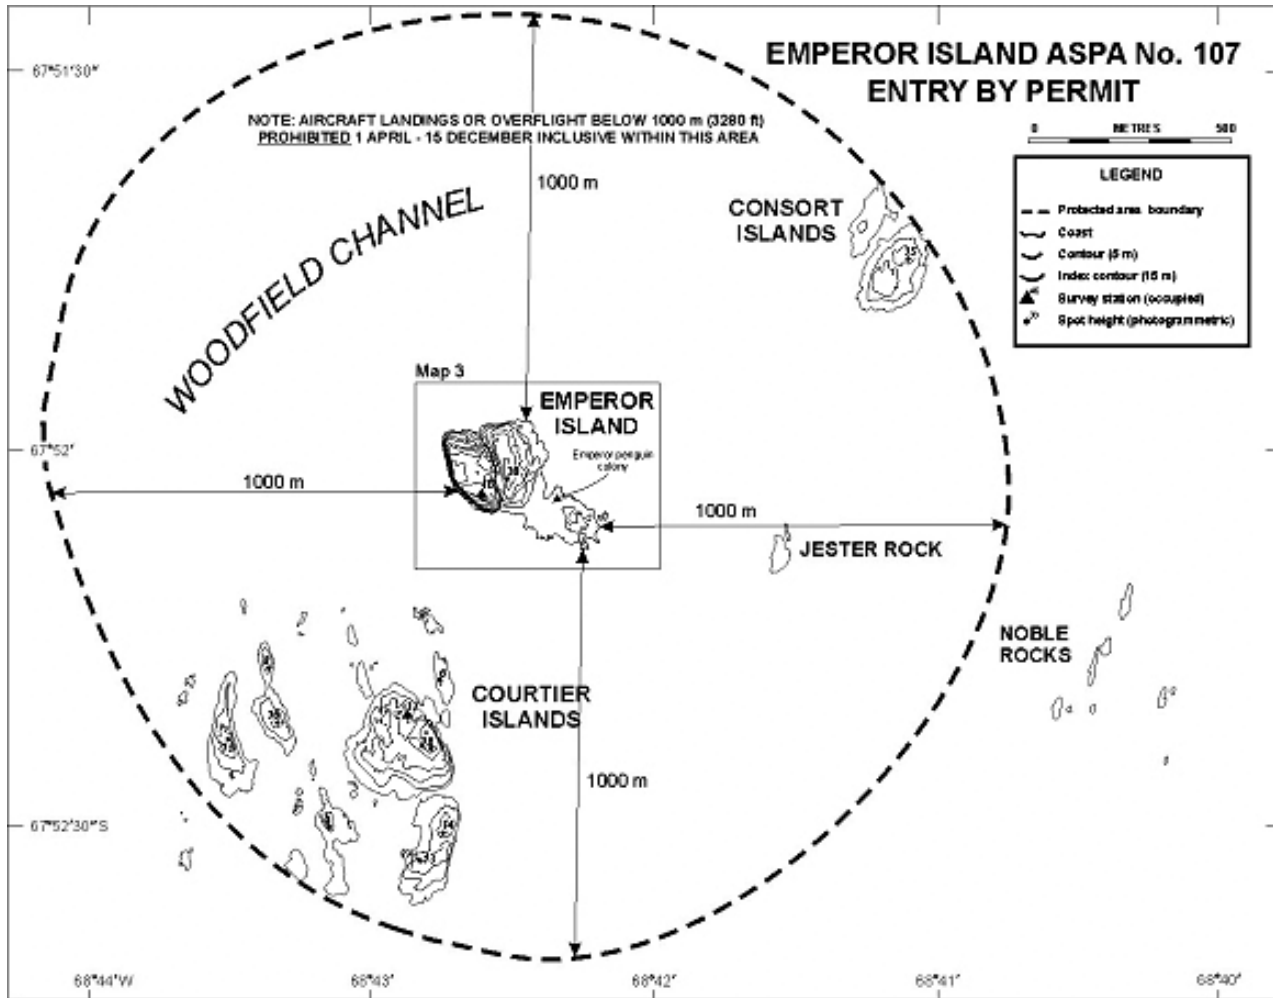 EMPEROR ISLAND ASPA No. 107
ENTRY BY PERMIT
67°51'30"
NOTE: AIRCRAFT LANDINGS OR OVERFLIGHT BELOW 1000 m (3280 ft)
PROHIBITED 1 APRIL - 15 DECEMBER INCLUSIVE WITHIN THIS AREA
0 METRES 500
LEGEND
Protected area boundary
Coast
Contour (5 m)
Index contour (15 m)
Survey station (occupied)
Spot height (photogrammetric)
1000 m
CONSORT
ISLANDS
WOODFIELD CHANNEL
Map 3
EMPEROR
ISLAND
67°52'
Emperor penguin
colony
1000 m
1000 m
JESTER ROCK
NOBLE
ROCKS
COURTIER
ISLANDS
1000 m
67°52'30"S
68°44'W
68°43'
68°42'
68°41'
68°40'